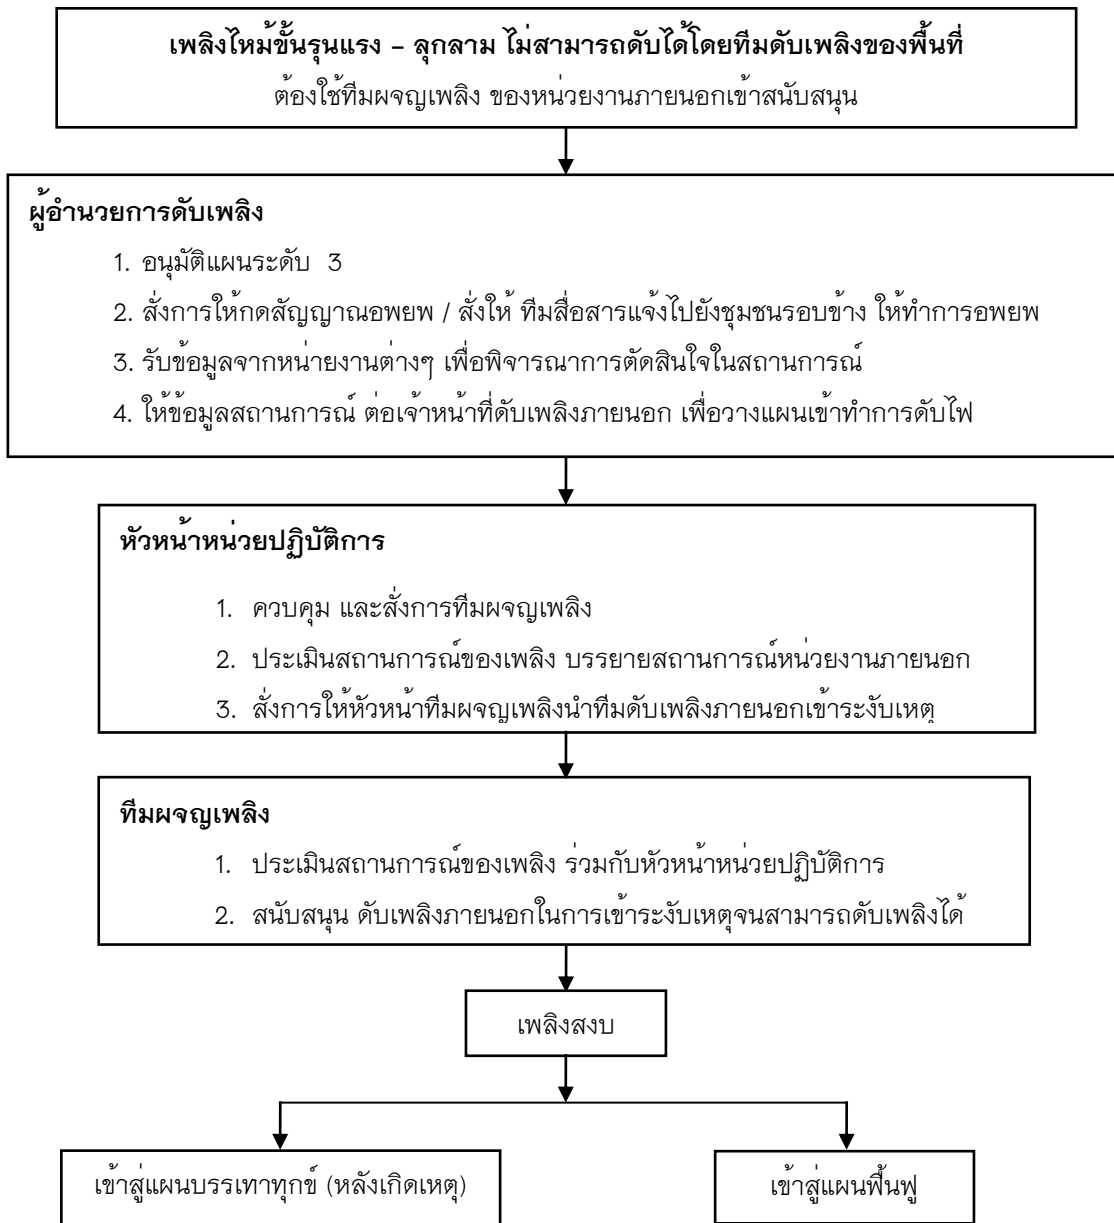 เพลิงไหม้ขั้นรุนแรง – ลุกลาม ไม่สามารถดับได้โดยทีมดับเพลิงของพื้นที่
ต้องใช้ทีมผจญเพลิง ของหน่วยงานภายนอกเข้าสนับสนุน
ผู้อำนวยการดับเพลิง
1. อนุมัติแผนระดับ 3
2. สั่งการให้กดสัญญาณอพยพ / สั่งให้ ทีมสื่อสารแจ้งไปยังชุมชนรอบข้าง ให้ทำการอพยพ
3. รับข้อมูลจากหน่ายงานต่างๆ เพื่อพิจารณาการตัดสินใจในสถานการณ์
4. ให้ข้อมูลสถานการณ์ ต่อเจ้าหน้าที่ดับเพลิงภายนอก เพื่อวางแผนเข้าทำการดับไฟ
หัวหน้าหน่วยปฏิบัติการ
1. ควบคุม และสั่งการทีมผจญเพลิง
2. ประเมินสถานการณ์ของเพลิง บรรยายสถานการณ์หน่วยงานภายนอก
3. สั่งการให้หัวหน้าทีมผจญเพลิงนำทีมดับเพลิงภายนอกเข้าระงับเหตุ
ทีมผจญเพลิง
1. ประเมินสถานการณ์ของเพลิง ร่วมกับหัวหน้าหน่วยปฏิบัติการ
2. สนับสนุน ดับเพลิงภายนอกในการเข้าระงับเหตุจนสามารถดับเพลิงได้
เพลิงสงบ
เข้าสู่แผนบรรเทาทุกข์ (หลังเกิดเหตุ)
เข้าสู่แผนฟื้นฟู